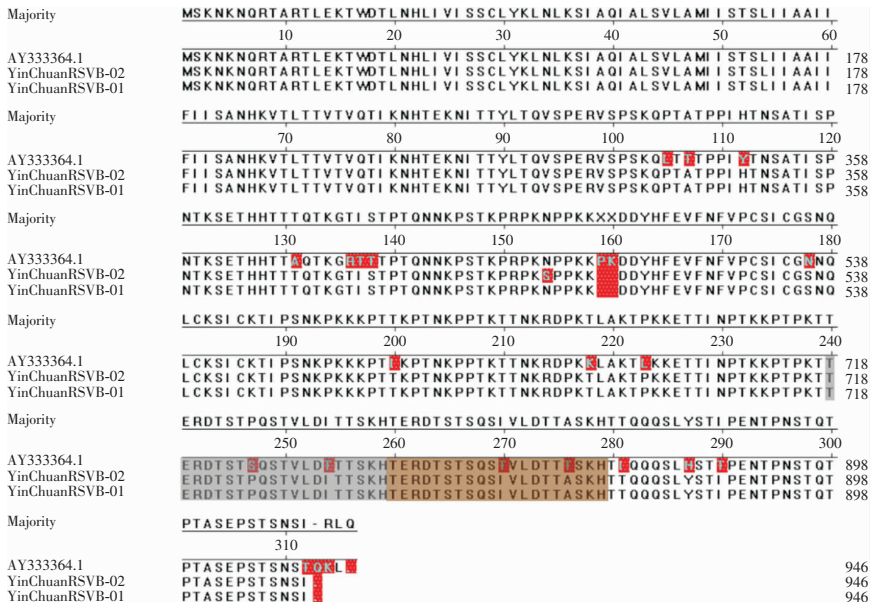 Majority MSKNKNQRTARTLEKTWDTLNHLIVISSCLYKLNLKSIAQIALSVLAMIISTSLIIAAII
10 20 30 40 50 60
AY333364.1 MSKNKNQRTARTLEKTWDTLNHLIVISSCLYKLNLKSIAQIALSVLAMIISTSLIIAAII 178
YinChuanRSVB-02 MSKNKNQRTARTLEKTWDTLNHLIVISSCLYKLNLKSIAQIALSVLAMIISTSLIIAAII 178
YinChuanRSVB-01 MSKNKNQRTARTLEKTWDTLNHLIVISSCLYKLNLKSIAQIALSVLAMIISTSLIIAAII 178
Majority FIISANHKVTLTTVTVQTIKNHTEKNITTYLTQVSPERVSPSKQPTATPPIHTNSATISP
70 80 90 100 110 120
AY333364.1 FIISANHKVTLTTVTVQTIKNHTEKNITTYLTQVSPERVSPSKQLTTTPPIYTNSATISP 358
YinChuanRSVB-02 FIISANHKVTLTTVTVQTIKNHTEKNITTYLTQVSPERVSPSKQPTATPPIHTNSATISP 358
YinChuanRSVB-01 FIISANHKVTLTTVTVQTIKNHTEKNITTYLTQVSPERVSPSKQPTATPPIHTNSATISP 358
Majority NTKSETHHTTTQTKGTISTPTQNNKPSTKPRPKNPPKKXXDDYHFEVFNFVPCSICGSNQ
130 140 150 160 170 180
AY333364.1 NTKSETHHTTAQTKGRTTTPTQNNKPSTKPRPKNPPKKPKDDYHFEVFNFVPCSICGNNQ 538
YinChuanRSVB-02 NTKSETHHTTTQTKGTISTPTQNNKPSTKPRPKSPPKK..DDYHFEVFNFVPCSICGSNQ 538
YinChuanRSVB-01 NTKSETHHTTTQTKGTISTPTQNNKPSTKPRPKNPPKK..DDYHFEVFNFVPCSICGSNQ 538
Majority LCKSICKTIPSNKPKKKPTTKPTNKPPTKTTNKRDPKTLAKTPKKETTINPTKKPTPKTT
190 200 210 220 230 240
AY333364.1 LCKSICKTIPSNKPKKKPTIKPTNKPPTKTTNKRDPKKLAKTLKKETTINPTKKPTPKTT 718
YinChuanRSVB-02 LCKSICKTIPSNKPKKKPTTKPTNKPPTKTTNKRDPKTLAKTPKKETTINPTKKPTPKTT 718
YinChuanRSVB-01 LCKSICKTIPSNKPKKKPTTKPTNKPPTKTTNKRDPKTLAKTPKKETTINPTKKPTPKTT 718
Majority ERDTSTPQSTVLDITTSKHTERDTSTSQSIVLDTTASKHTTQQQSLYSTIPENTPNSTQT
250 260 270 280 290 300
AY333364.1 ERDTSTSQSTVLDTTTSKHTERDTSTSQSTVLDTTTSKHTIQQQSLHSTTPENTPNSTQT 898
YinChuanRSVB-02 ERDTSTPQSTVLDITTSKHTERDTSTSQSIVLDTTASKHTTQQQSLYSTIPENTPNSTQT 898
YinChuanRSVB-01 ERDTSTPQSTVLDITTSKHTERDTSTSQSIVLDTTASKHTTQQQSLYSTIPENTPNSTQT 898
Majority PTASEPSTSNSI-RLQ
310
AY333364.1 PTASEPSTSNSTQKL. 946
YinChuanRSVB-02 PTASEPSTSNSI. 946
YinChuanRSVB-01 PTASEPSTSNSI. 946